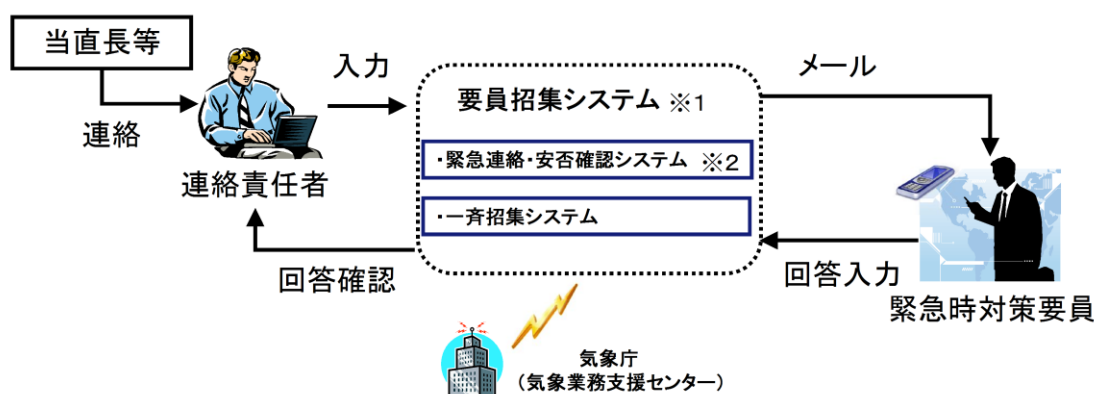 当直長等
連絡
連絡責任者
入力
要員招集システム ※1
・緊急連絡・安否確認システム ※2
・一斉招集システム
メール
回答入力
緊急時対策要員
回答確認
気象庁
（気象業務支援センター）